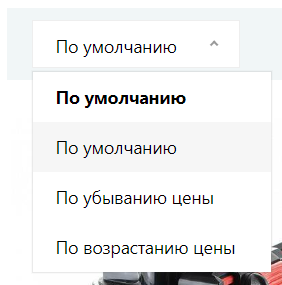 По умолчанию
По умолчанию
По умолчанию
По убыванию цены
По возрастанию цены